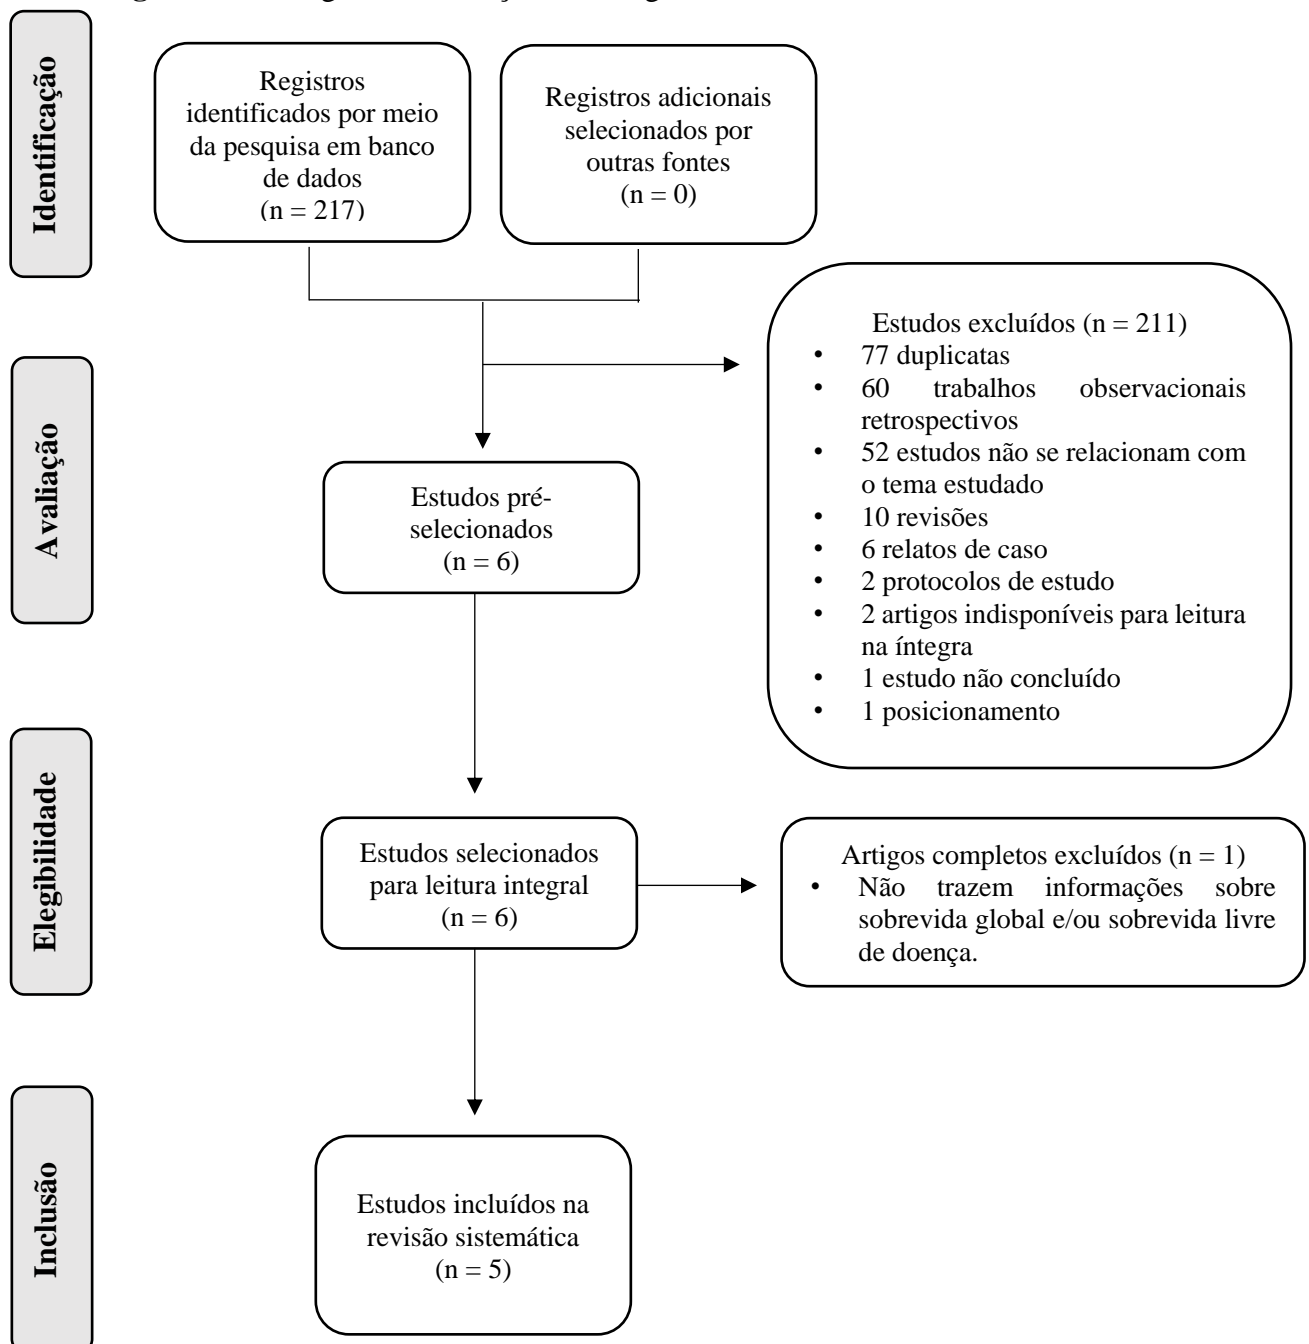 Identificação
Registros
identificados por meio
da pesquisa em banco
de dados
(n = 217)
Registros adicionais
selecionados por
outras fontes
(n = 0)
Avaliação
Estudos excluídos (n = 211)
• 77 duplicatas
• 60 trabalhos observacionais
retrospectivos
• 52 estudos não se relacionam com
o tema estudado
• 10 revisões
• 6 relatos de caso
• 2 protocolos de estudo
• 2 artigos indisponíveis para leitura
na íntegra
• 1 estudo não concluído
• 1 posicionamento
Estudos pré-
selecionados
(n = 6)
Elegibilidade
Estudos selecionados
para leitura integral
(n = 6)
Artigos completos excluídos (n = 1)
• Não trazem informações sobre
sobrevida global e/ou sobrevida livre
de doença.
Inclusão
Estudos incluídos na
revisão sistemática
(n = 5)